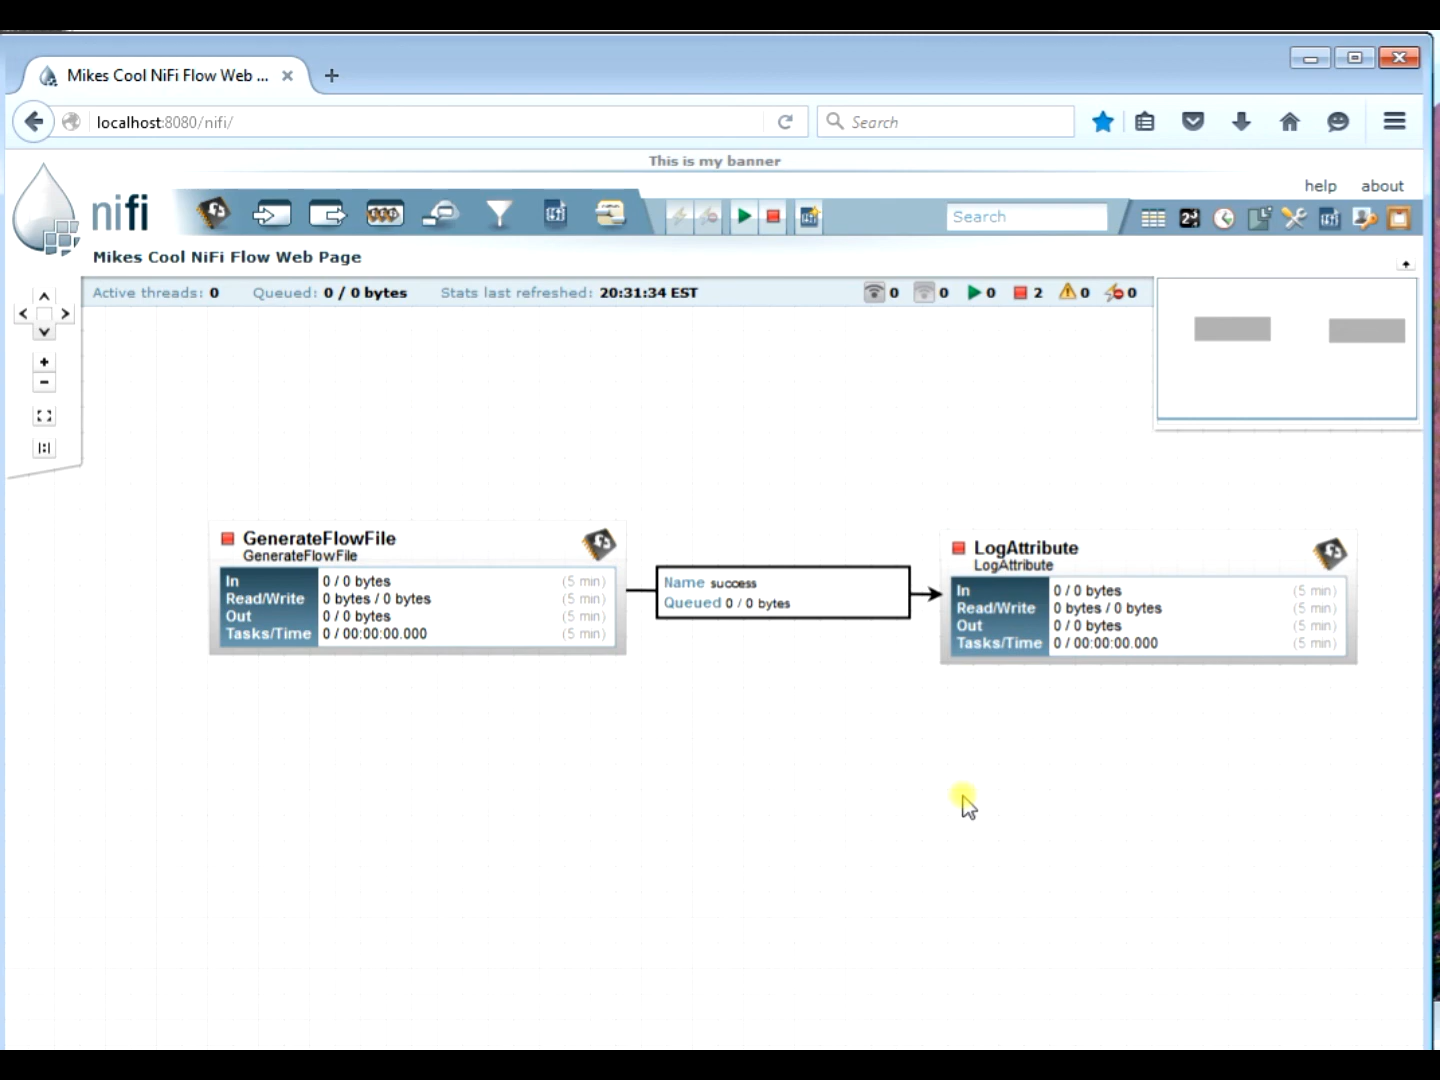 Mikes Cool NiFi Flow Web ...
localhost:8080/nifi/
Search
This is my banner
help about
nifi
Search
Mikes Cool NiFi Flow Web Page
Active threads: 0 Queued: 0 / 0 bytes Stats last refreshed: 20:31:34 EST 0 0 0 2 0 0
GenerateFlowFile
GenerateFlowFile
In 0 / 0 bytes (5 min)
Read/Write 0 bytes / 0 bytes (5 min)
Out 0 / 0 bytes (5 min)
Tasks/Time 0 / 00:00:00.000 (5 min)
Name success
Queued 0 / 0 bytes
LogAttribute
LogAttribute
In 0 / 0 bytes (5 min)
Read/Write 0 bytes / 0 bytes (5 min)
Out 0 / 0 bytes (5 min)
Tasks/Time 0 / 00:00:00.000 (5 min)